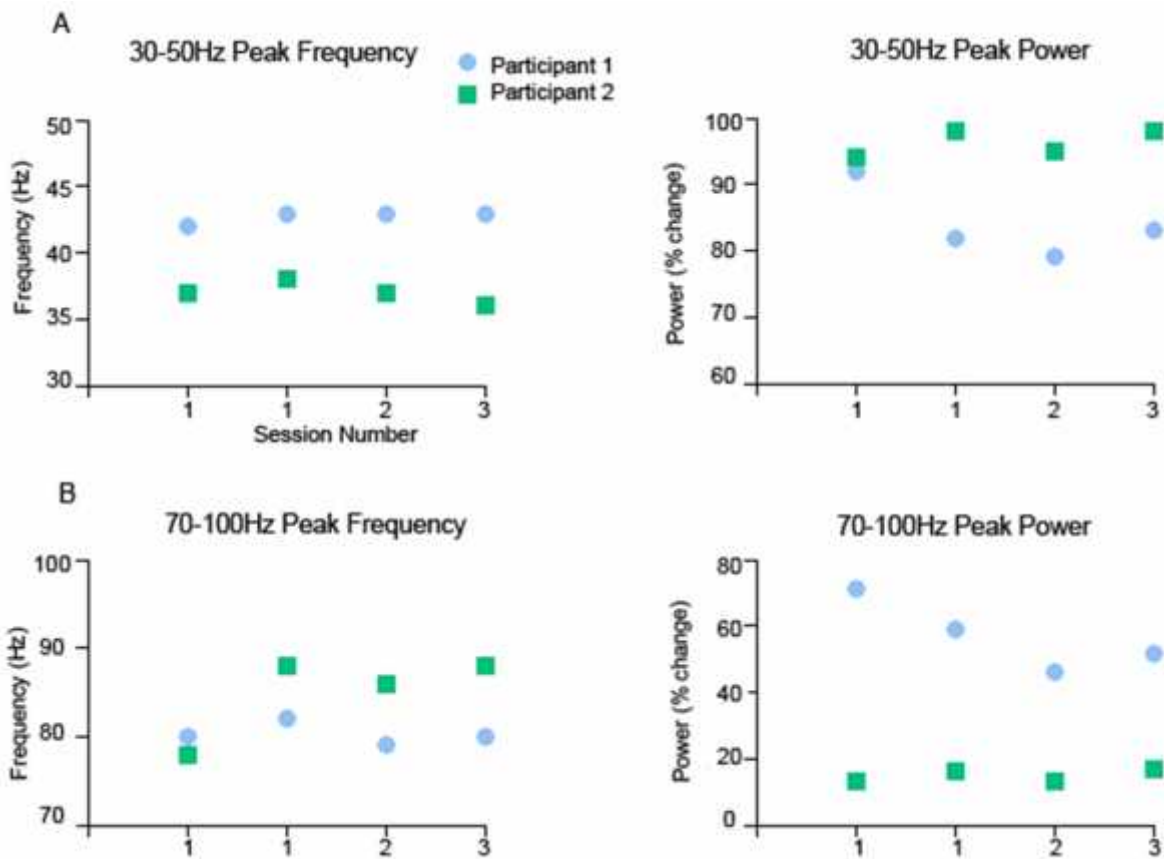 A
30-50Hz Peak Frequency
Participant 1
Participant 2
50
45
40
35
30
Frequency (Hz)
1 1 2 3
Session Number
30-50Hz Peak Power
100
90
80
70
60
Power (% change)
1 1 2 3
B
70-100Hz Peak Frequency
100
90
80
70
Frequency (Hz)
1 1 2 3
70-100Hz Peak Power
80
60
40
20
0
Power (% change)
1 1 2 3